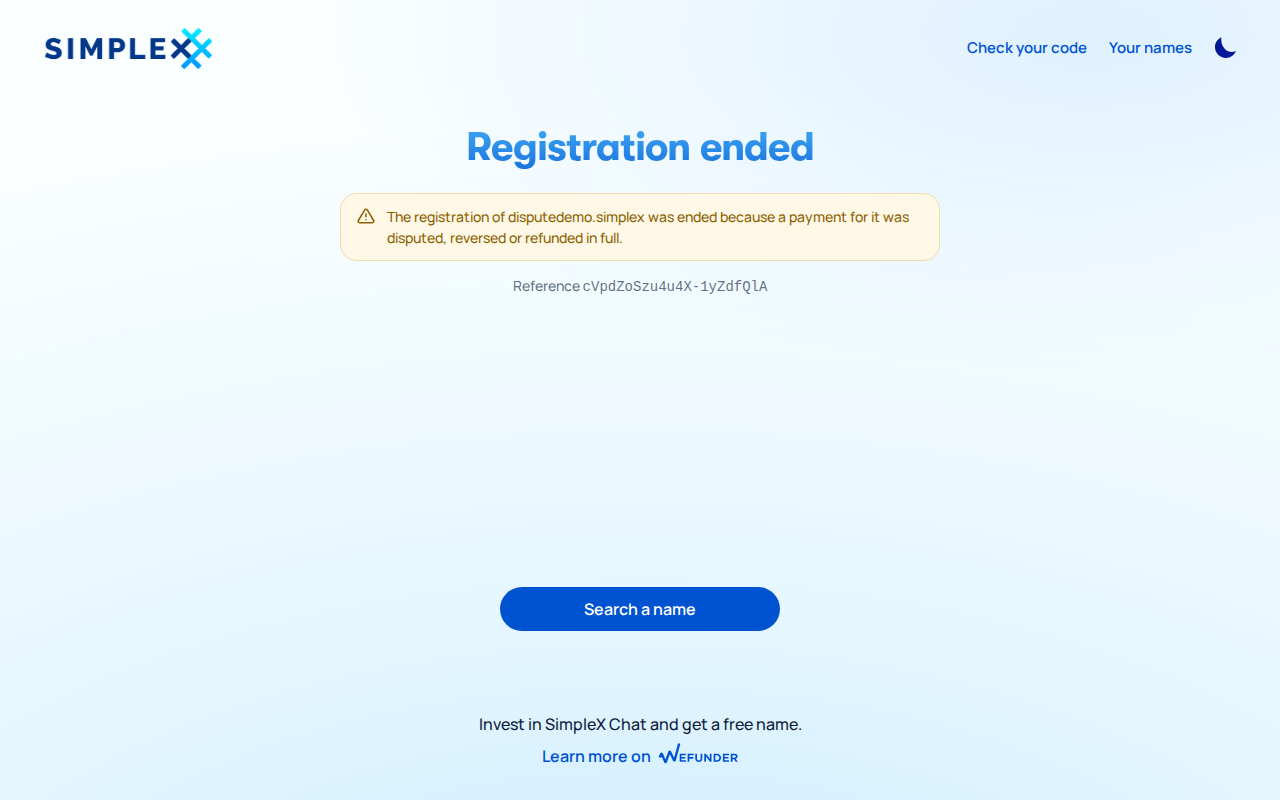 SIMPLEX
Check your code
Your names
Registration ended
The registration of disputedemo.simplex was ended because a payment for it was
disputed, reversed or refunded in full.
Reference cVpdZoSzu4u4X-1yZdfQlA
Search a name
Invest in SimpleX Chat and get a free name.
Learn more on WEFUNDER